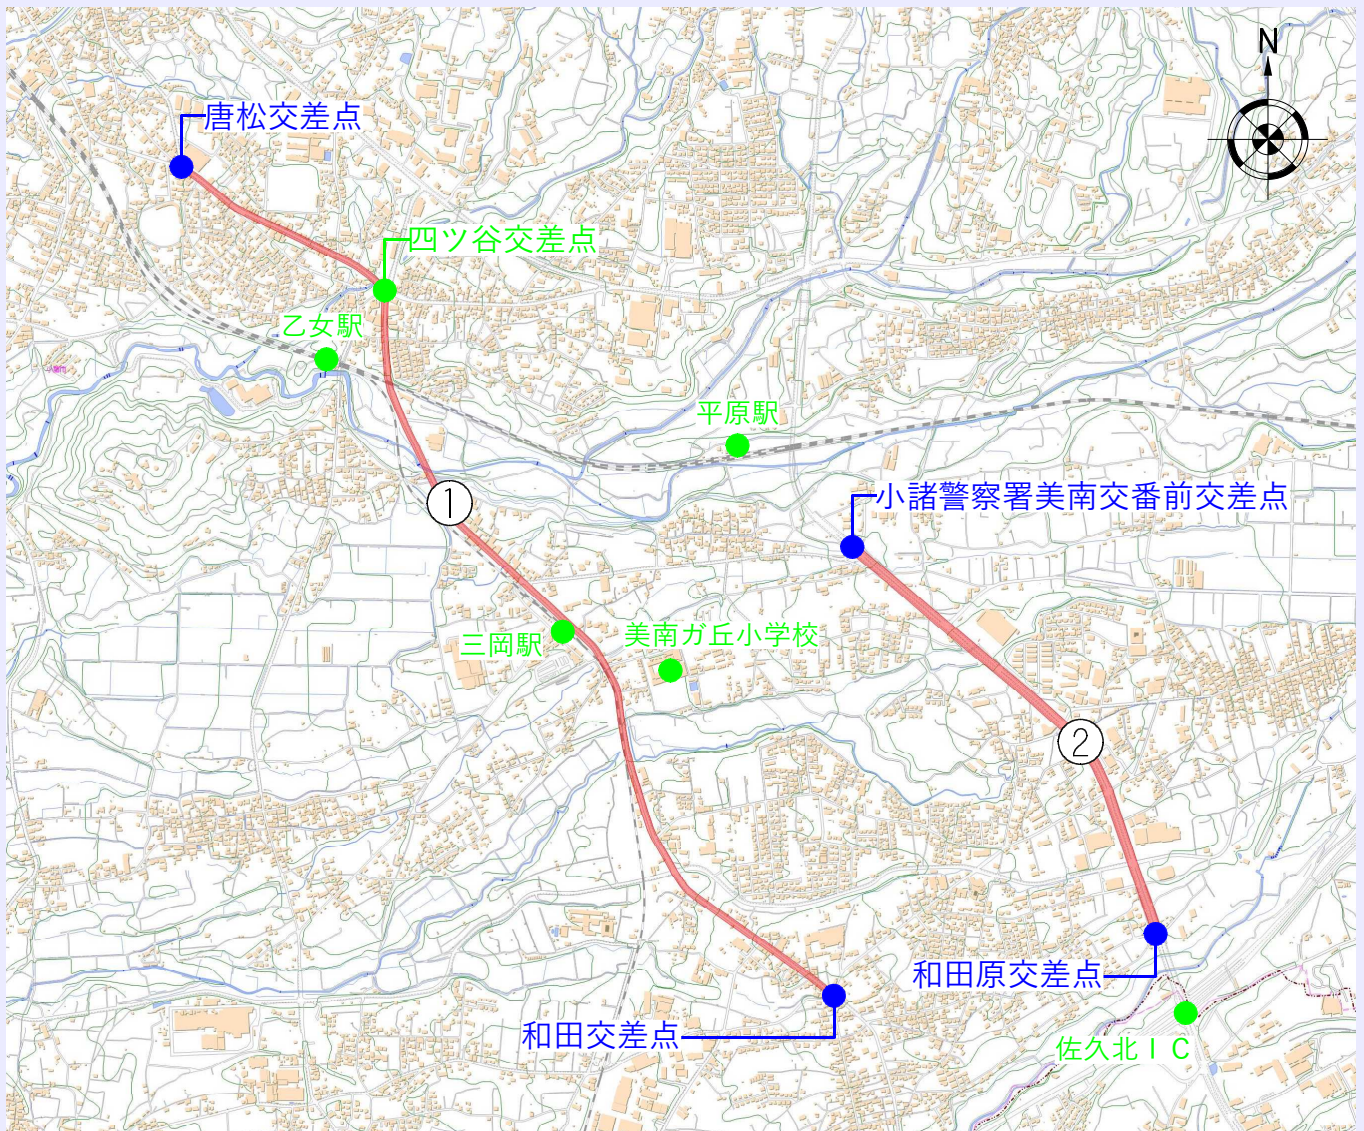 N
唐松交差点
四ツ谷交差点
乙女駅
平原駅
小諸警察署美南交番前交差点
①
三岡駅
美南ガ丘小学校
②
和田原交差点
和田交差点
佐久北IC